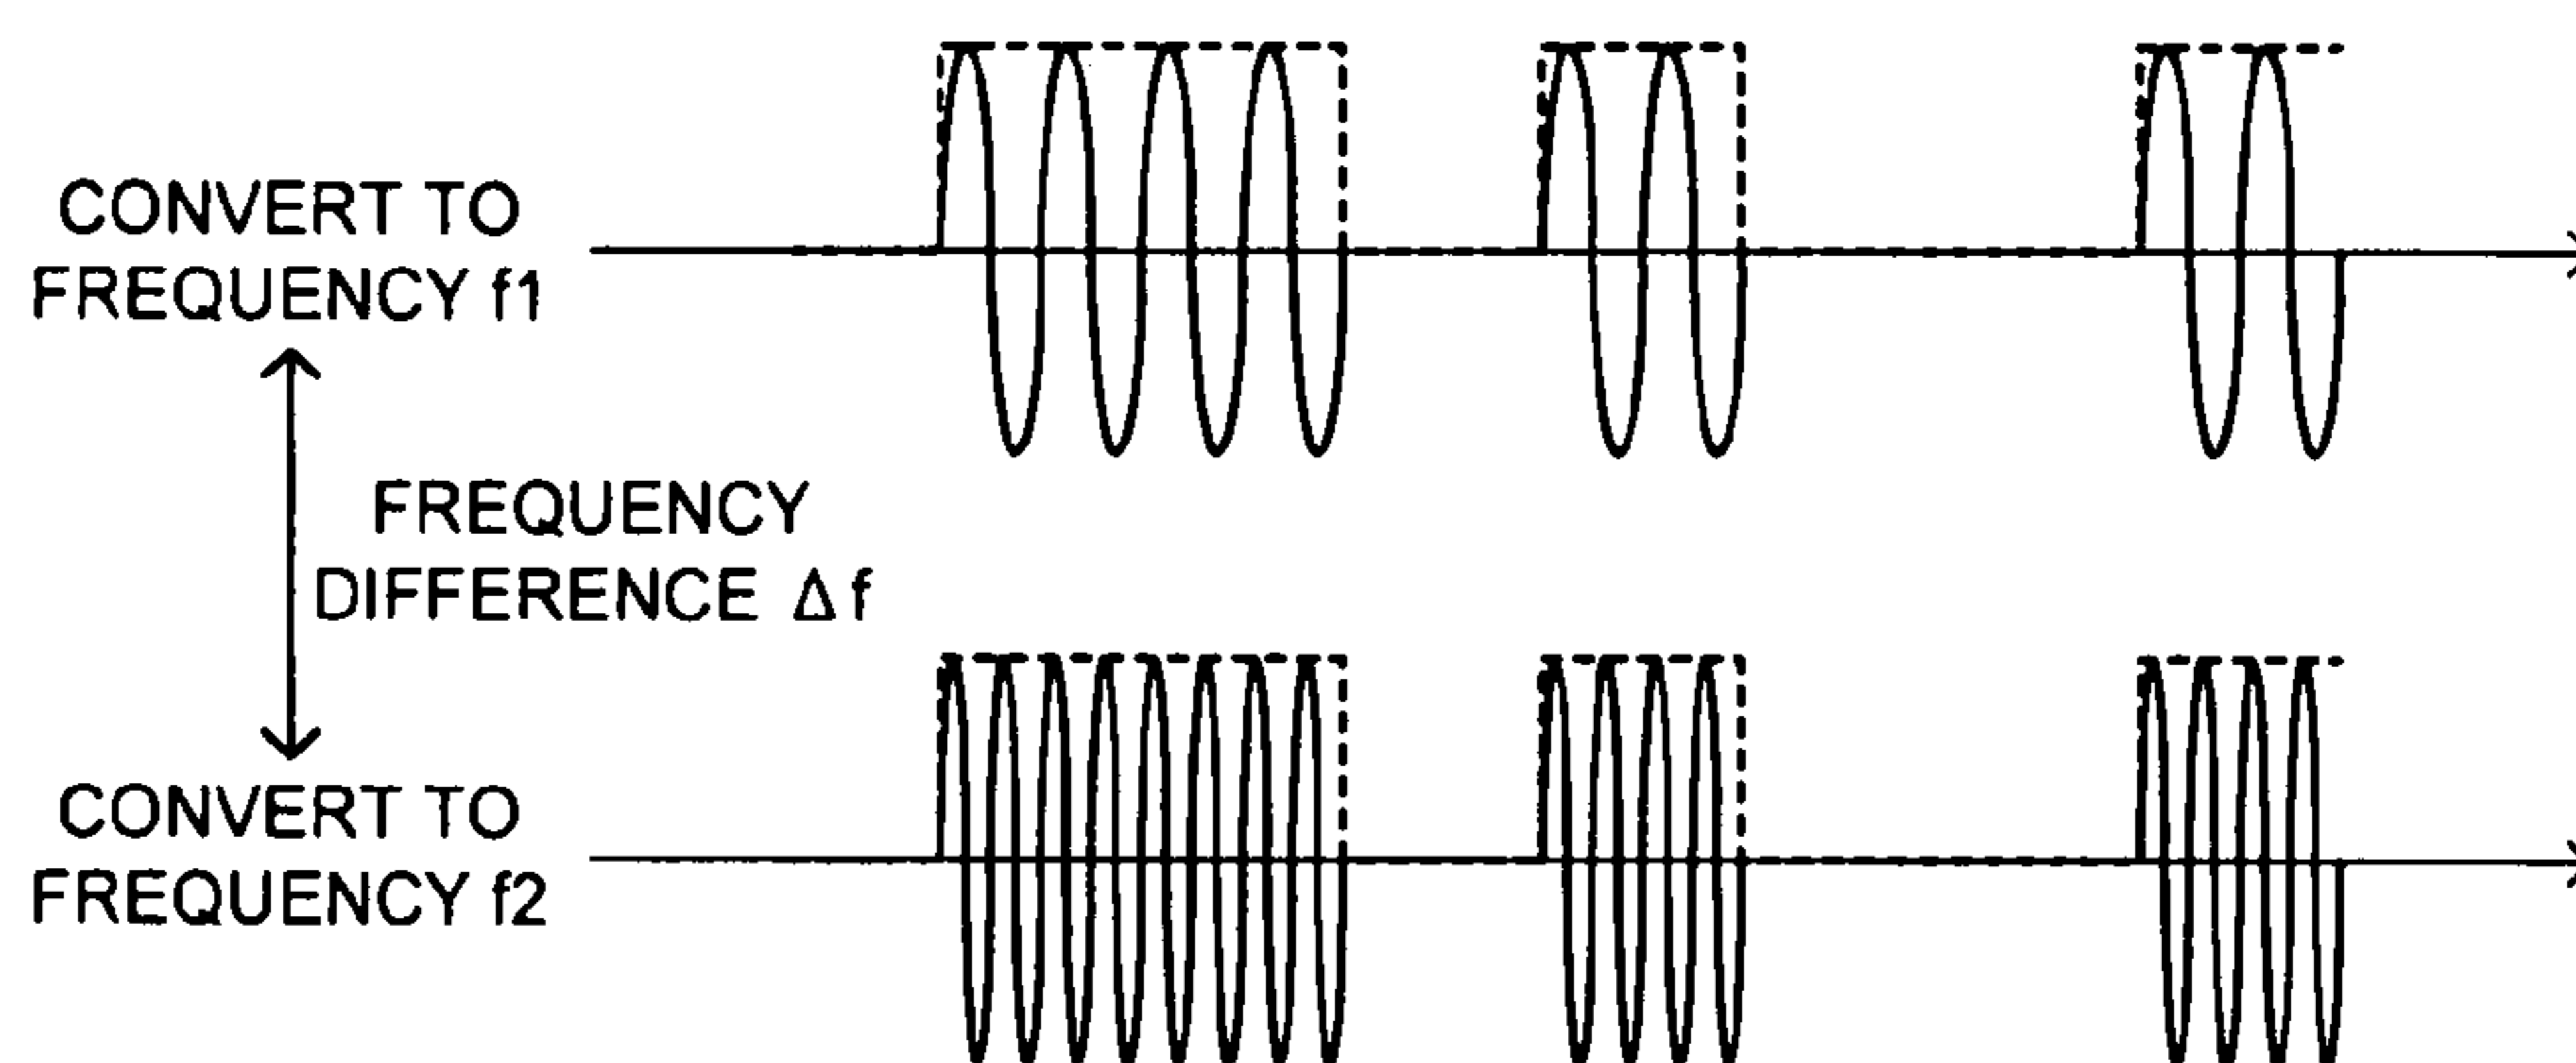 CONVERT TO
FREQUENCY f1
FREQUENCY
DIFFERENCE Δf
CONVERT TO
FREQUENCY f2